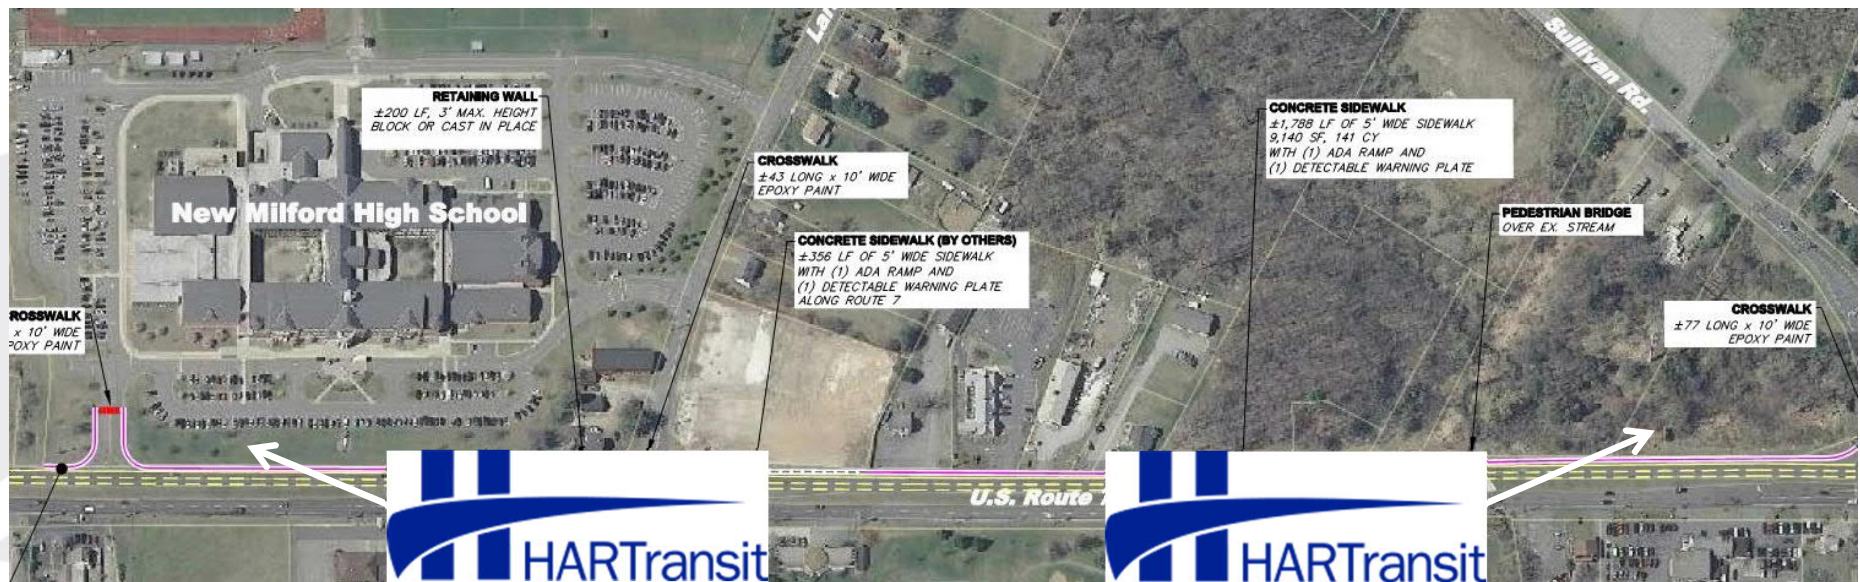 Sullivan Rd.
RETAINING WALL
±200 LF, 3' MAX. HEIGHT
BLOCK OR CAST IN PLACE
CONCRETE SIDEWALK
±1,788 LF OF 5' WIDE SIDEWALK
9,140 SF, 141 CY
WITH (1) ADA RAMP AND
(1) DETECTABLE WARNING PLATE
CROSSWALK
±43 LONG x 10' WIDE
EPOXY PAINT
New Milford High School
PEDESTRIAN BRIDGE
OVER EX. STREAM
CONCRETE SIDEWALK (BY OTHERS)
±356 LF OF 5' WIDE SIDEWALK
WITH (1) ADA RAMP AND
(1) DETECTABLE WARNING PLATE
ALONG ROUTE 7
ROSSWALK
x 10' WIDE
POXY PAINT
CROSSWALK
±77 LONG x 10' WIDE
EPOXY PAINT
U.S. Route 7
HARTransit
HARTransit